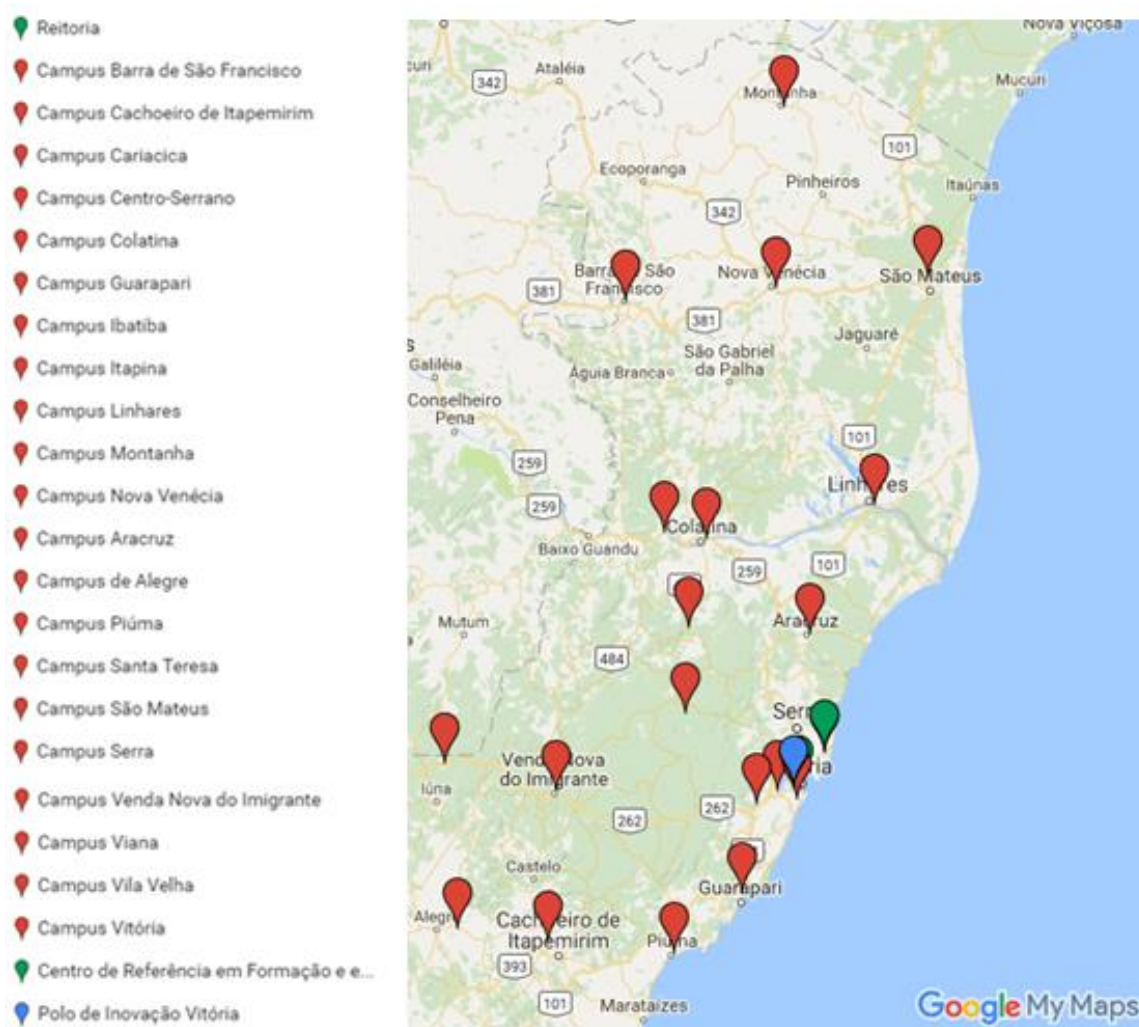 Reitoria
Campus Barra de São Francisco
Campus Cachoeiro de Itapemirim
Campus Cariacica
Campus Centro-Serrano
Campus Colatina
Campus Guarapari
Campus Ibatiba
Campus Itapina
Campus Linhares
Campus Montanha
Campus Nova Venécia
Campus Aracruz
Campus de Alegre
Campus Piúma
Campus Santa Teresa
Campus São Mateus
Campus Serra
Campus Venda Nova do Imigrante
Campus Viana
Campus Vila Velha
Campus Vitória
Centro de Referência em Formação e e...
Polo de Inovação Vitória
Nova Viçosa
Ataléia
342
Mucuri
Montanha
101
Ecoporanga
Pinheiros
Itaúnas
342
Barra de São
Francisco
Nova Venécia
São Mateus
381
381
Jaguaré
São Gabriel
da Palha
Galiléia
Águia Branca
Conselheiro
Pena
101
259
Linhares
259
Colatina
Baixo Guandu
259
101
Mutum
Aracruz
484
Serra
Venda Nova
do Imigrante
Iúna
262
262
Castelo
Guarapari
Alegre
Cachoeiro de
Itapemirim
Piúma
393
101
Marataízes
Google My Maps